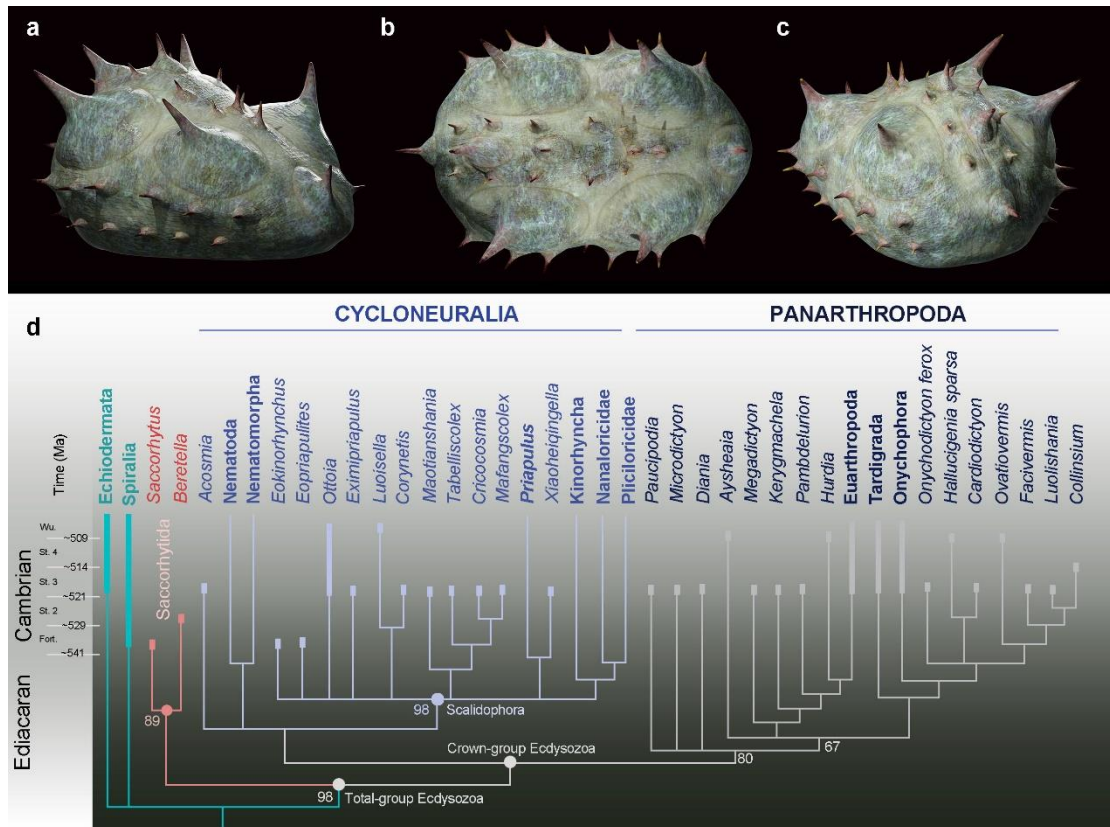 a
b
c
d
CYCLONEURALIA
PANARTHROPODA
Time (Ma)
Echiodermata
Spiralia
Saccorhytus
Beretella
Acosmia
Nematoda
Nematomorpha
Eokinorhynchus
Eopriapulites
Ottoia
Eximipriapulus
Luoisella
Corynetis
Maotianshania
Tabelliscolex
Cricocosmia
Mafangscolex
Priapulus
Xiaoheiqingella
Kinorhyncha
Nanaloricidae
Pliciloricidae
Paucipodia
Microdictyon
Diania
Aysheaia
Megadictyon
Kerygmachela
Pambdelurion
Hurdia
Euarthropoda
Tardigrada
Onychophora
Onychodictyon ferox
Hallucigenia sparsa
Cardiodictyon
Ovatiovermis
Facivermis
Luolishania
Collinsium
Wu.
~509
St. 4
~514
St. 3
~521
St. 2
~529
Fort.
~541
Cambrian
Ediacaran
Saccorhytida
89
98
Scalidophora
Crown-group Ecdysozoa
67
80
98
Total-group Ecdysozoa